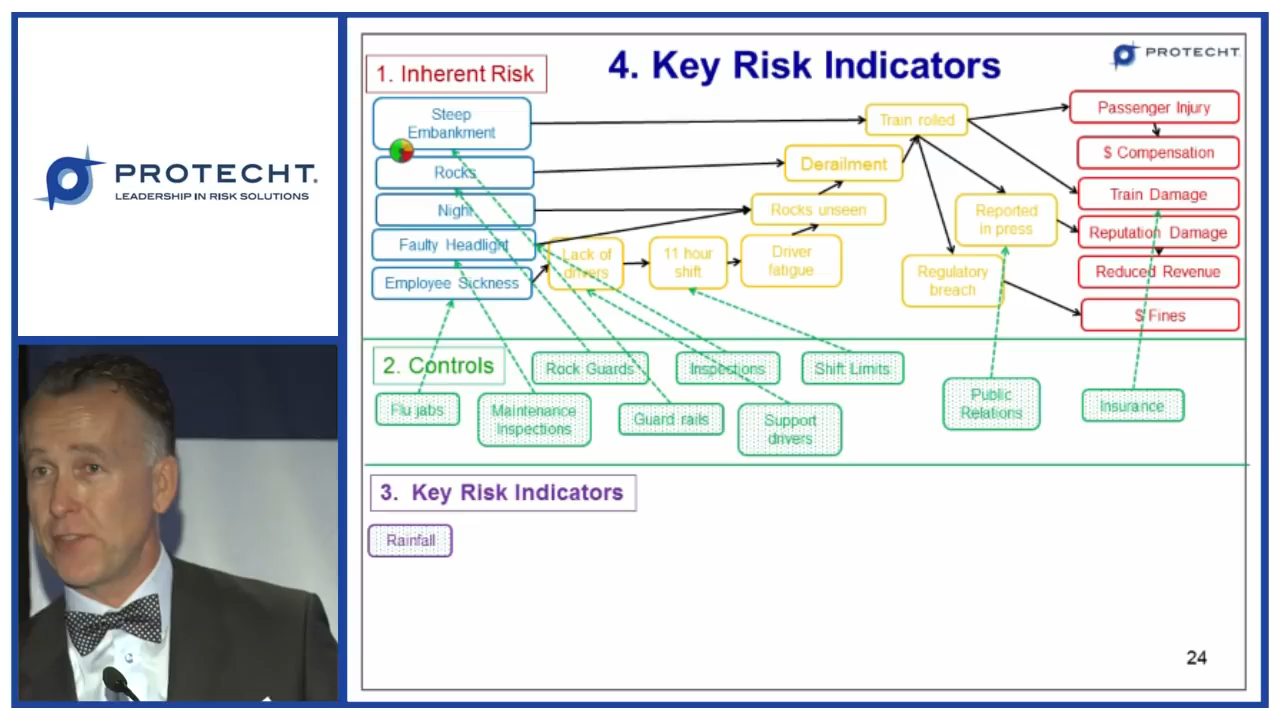 PROTECHT.
LEADERSHIP IN RISK SOLUTIONS
4. Key Risk Indicators
PROTECHT.
1. Inherent Risk
Steep
Embankment
Rocks
Night
Faulty Headlight
Employee Sickness
Lack of
drivers
11 hour
shift
Driver
fatigue
Rocks unseen
Derailment
Train rolled
Reported
in press
Regulatory
breach
Passenger Injury
$ Compensation
Train Damage
Reputation Damage
Reduced Revenue
$ Fines
2. Controls
Rock Guards
Inspections
Shift Limits
Flu jabs
Maintenance
Inspections
Guard rails
Support
drivers
Public
Relations
Insurance
3. Key Risk Indicators
Rainfall
24